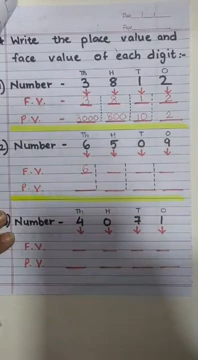 Date / /
Write the place value and
face value of each digit:-
Th H T O
1) Number - 3 8 1 2
F.V. - 3 8 1 2
P.V. - 3000 800 10 2
Th H T O
2) Number - 6 5 0 9
F.V. - 6
P.V. -
Th H T O
) Number - 4 0 7 1
F.V. -
P.V. -